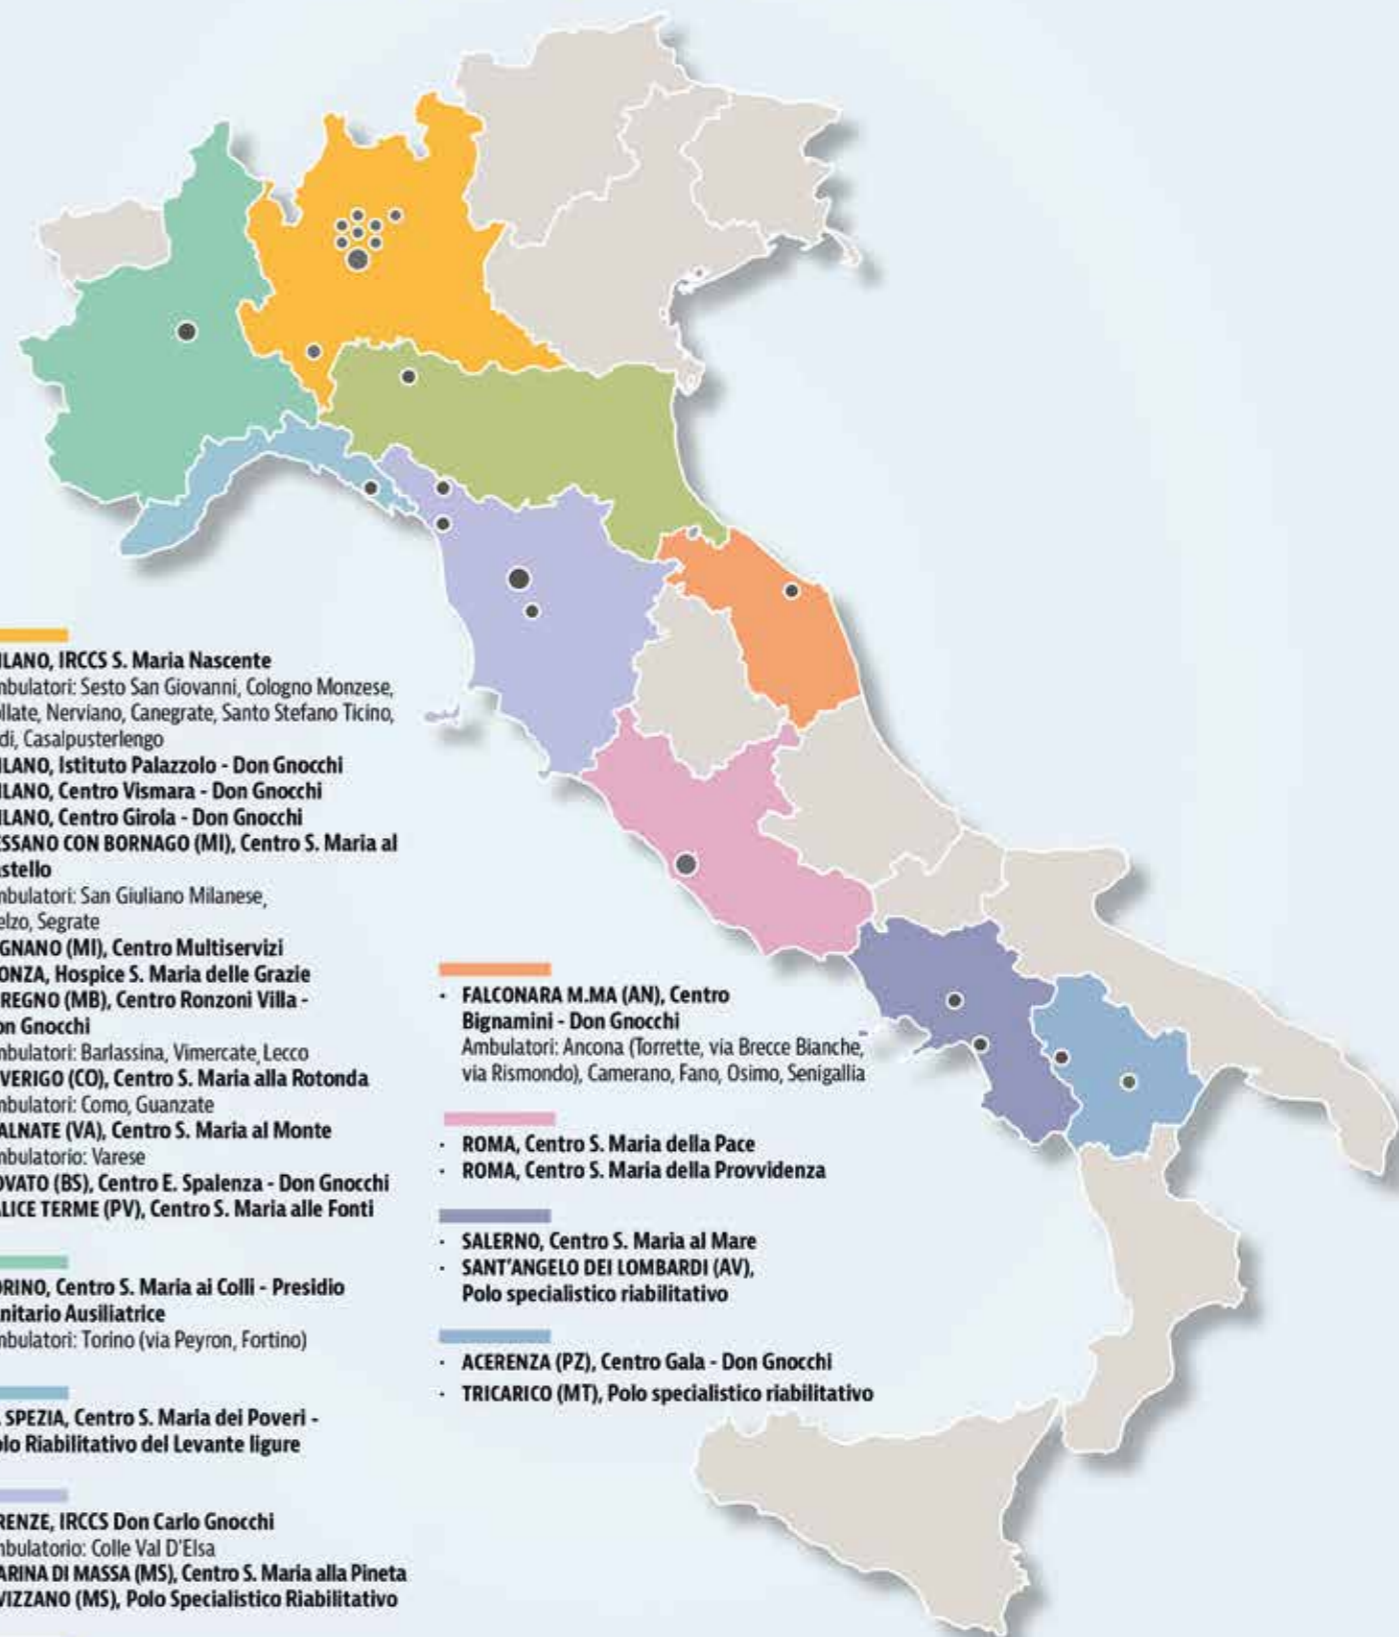 ILANO, IRCCS S. Maria Nascente
mbulatori: Sesto San Giovanni, Cologno Monzese,
ollate, Nerviano, Canegrate, Santo Stefano Ticino,
di, Casalpusterlengo
ILANO, Istituto Palazzolo - Don Gnocchi
ILANO, Centro Vismara - Don Gnocchi
ILANO, Centro Girola - Don Gnocchi
ESSANO CON BORNAGO (MI), Centro S. Maria al
astello
mbulatori: San Giuliano Milanese,
elzo, Segrate
GNANO (MI), Centro Multiservizi
ONZA, Hospice S. Maria delle Grazie
REGNO (MB), Centro Ronzoni Villa -
on Gnocchi
mbulatori: Barlassina, Vimercate, Lecco
VERIGO (CO), Centro S. Maria alla Rotonda
mbulatori: Como, Guanzate
ALNATE (VA), Centro S. Maria al Monte
mbulatorio: Varese
OVATO (BS), Centro E. Spalenza - Don Gnocchi
ALICE TERME (PV), Centro S. Maria alle Fonti
ORINO, Centro S. Maria ai Colli - Presidio
nitario Ausiliatrice
mbulatori: Torino (via Peyron, Fortino)
SPEZIA, Centro S. Maria dei Poveri -
olo Riabilitativo del Levante ligure
RENZE, IRCCS Don Carlo Gnocchi
mbulatorio: Colle Val D'Elsa
ARINA DI MASSA (MS), Centro S. Maria alla Pineta
VIZZANO (MS), Polo Specialistico Riabilitativo
· FALCONARA M.MA (AN), Centro
Bignamini - Don Gnocchi
Ambulatori: Ancona (Torrette, via Brecce Bianche,
via Rismondo), Camerano, Fano, Osimo, Senigallia
· ROMA, Centro S. Maria della Pace
· ROMA, Centro S. Maria della Provvidenza
· SALERNO, Centro S. Maria al Mare
· SANT'ANGELO DEI LOMBARDI (AV),
Polo specialistico riabilitativo
· ACERENZA (PZ), Centro Gala - Don Gnocchi
· TRICARICO (MT), Polo specialistico riabilitativo